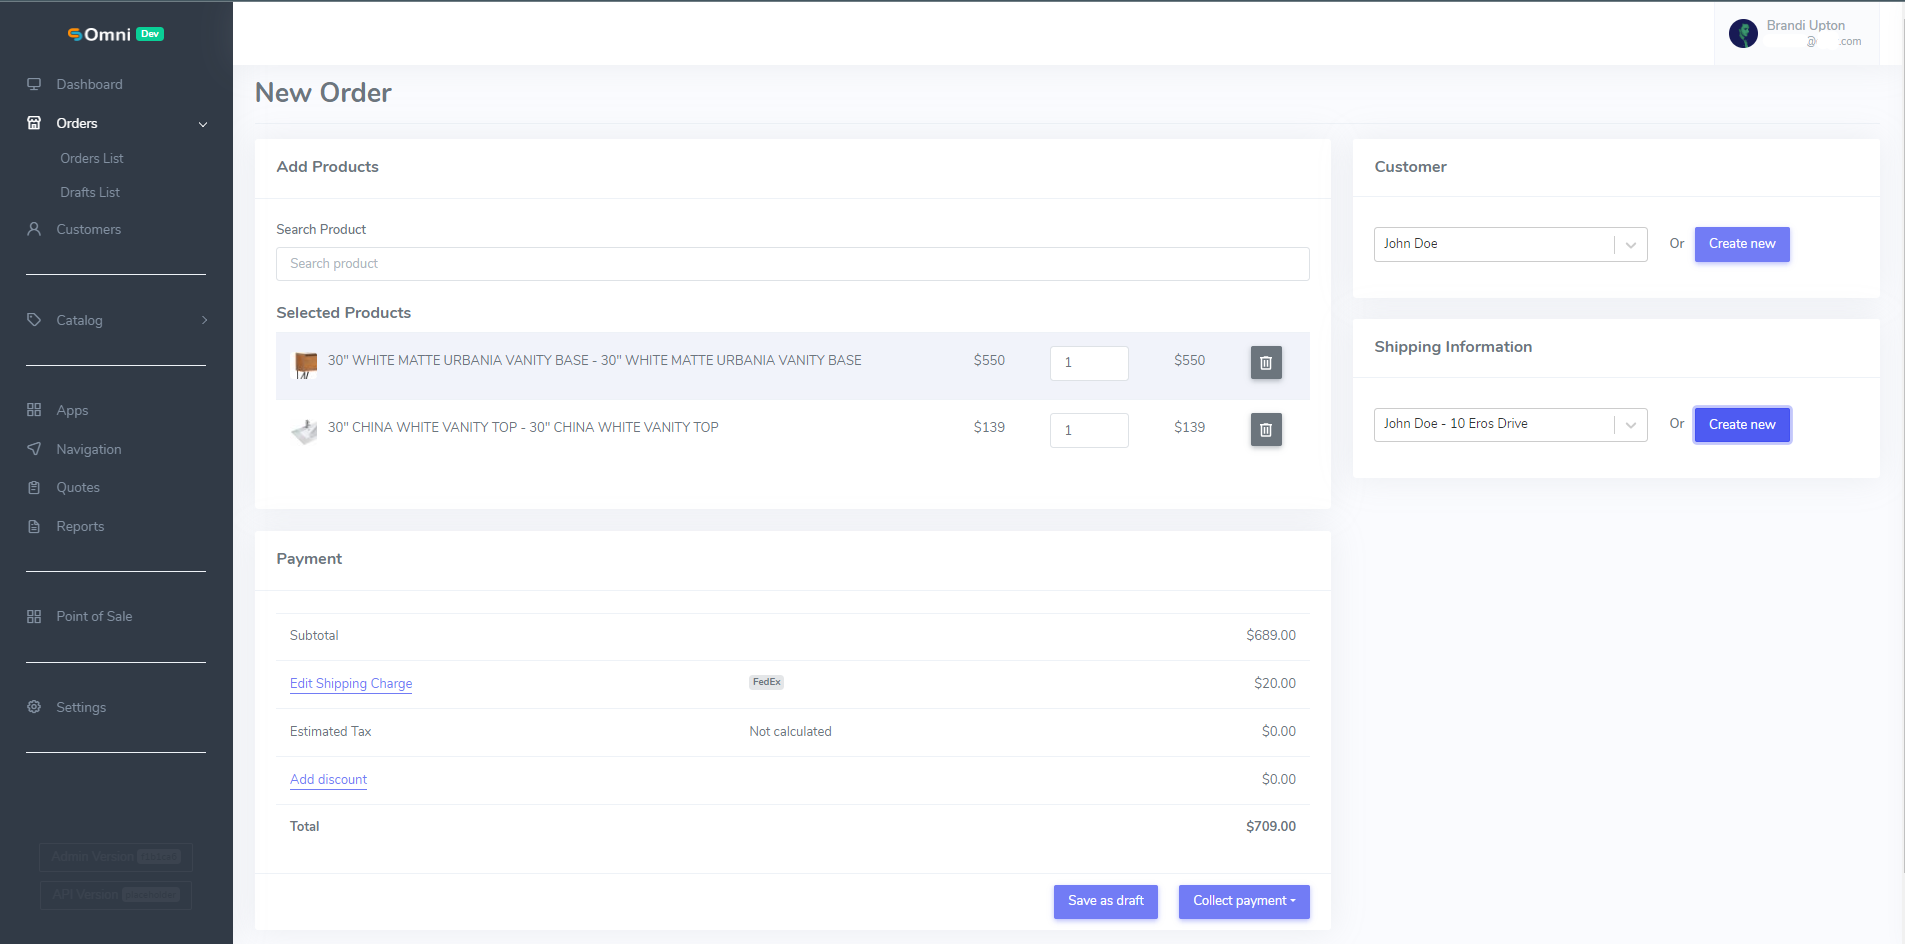 Omni Dev
Brandi Upton
@ .com
Dashboard
Orders
Orders List
Drafts List
Customers
Catalog
Apps
Navigation
Quotes
Reports
Point of Sale
Settings
Admin Version
API Version
New Order
Add Products
Search Product
Search product
Selected Products
30" WHITE MATTE URBANIA VANITY BASE - 30" WHITE MATTE URBANIA VANITY BASE $550 1 $550
30" CHINA WHITE VANITY TOP - 30" CHINA WHITE VANITY TOP $139 1 $139
Customer
John Doe Or Create new
Shipping Information
John Doe - 10 Eros Drive Or Create new
Payment
Subtotal $689.00
Edit Shipping Charge FedEx $20.00
Estimated Tax Not calculated $0.00
Add discount $0.00
Total $709.00
Save as draft Collect payment